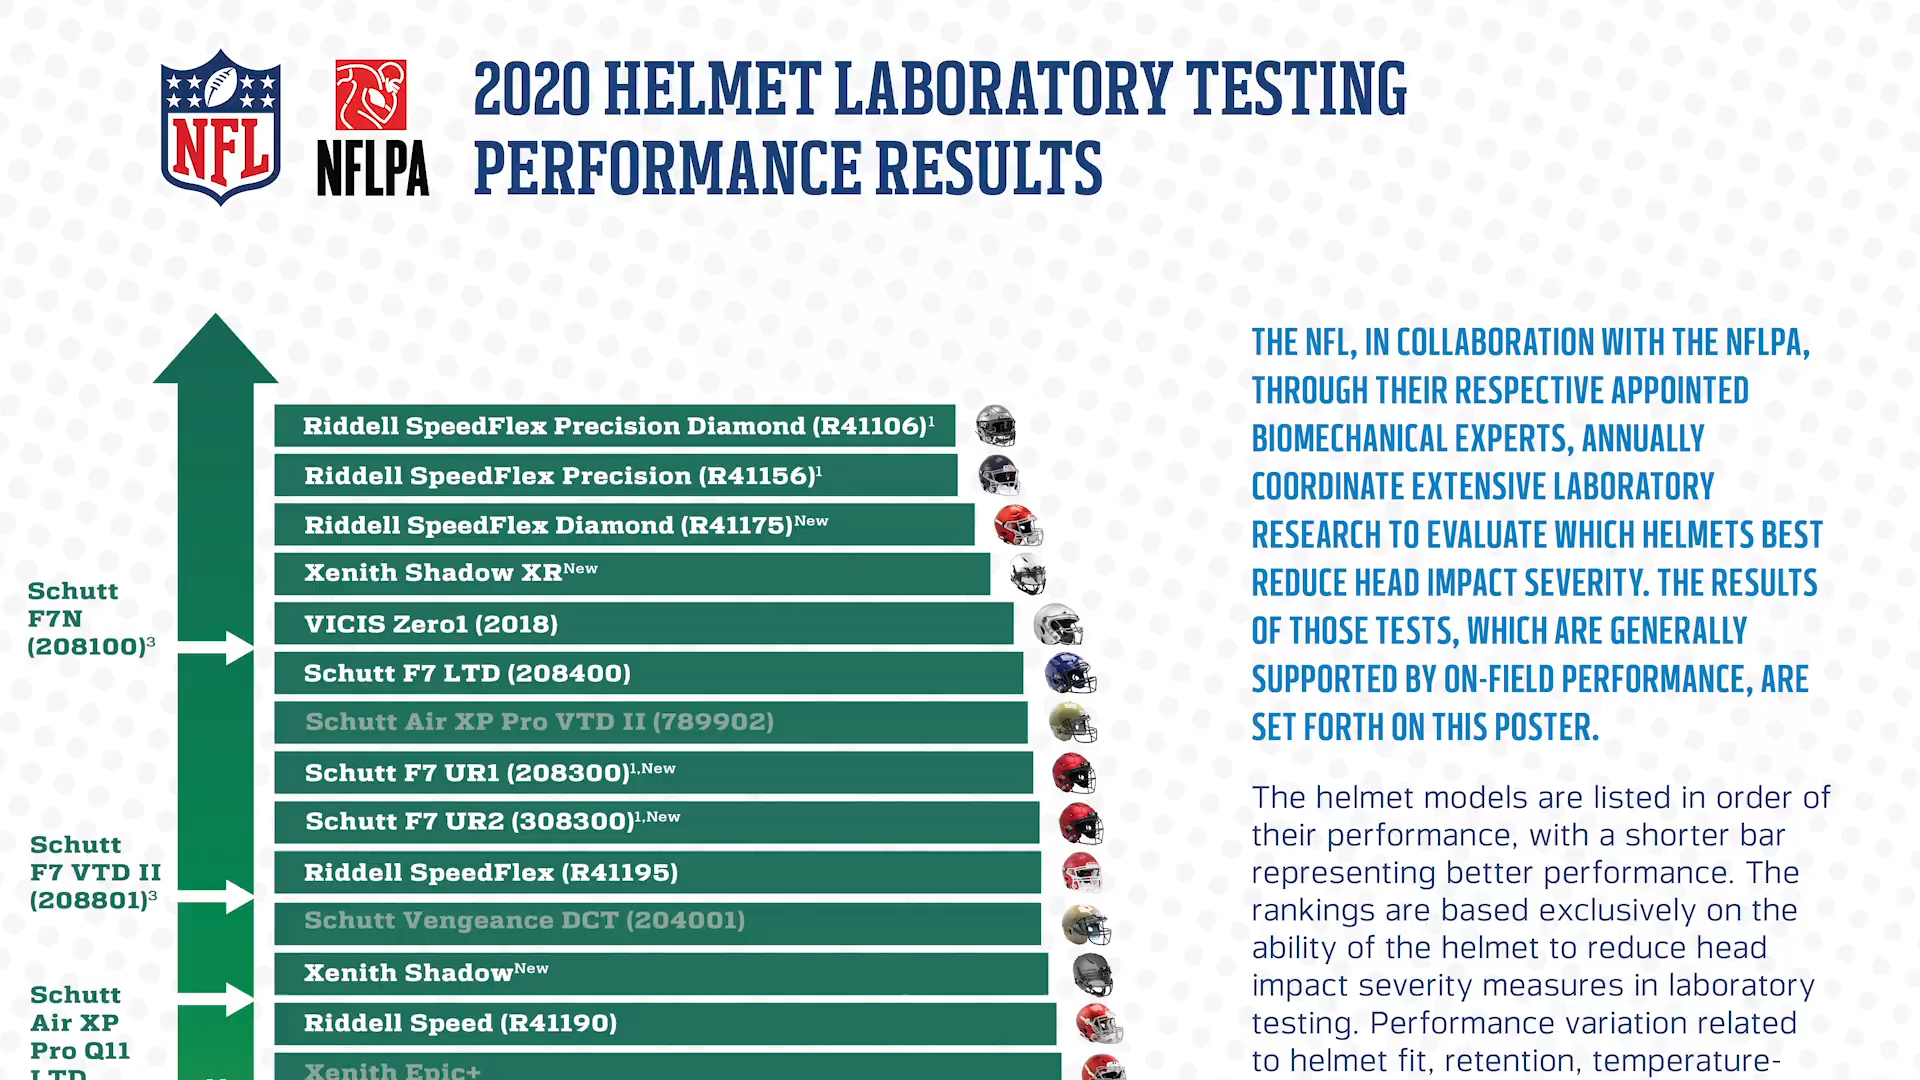 NFL
NFLPA
2020 HELMET LABORATORY TESTING
PERFORMANCE RESULTS
Schutt
F7N
(208100)³
Schutt
F7 VTD II
(208801)³
Schutt
Air XP
Pro Q11
LTD
Riddell SpeedFlex Precision Diamond (R41106)¹
Riddell SpeedFlex Precision (R41156)¹
Riddell SpeedFlex Diamond (R41175)New
Xenith Shadow XRNew
VICIS Zero1 (2018)
Schutt F7 LTD (208400)
Schutt Air XP Pro VTD II (789902)
Schutt F7 UR1 (208300)1,New
Schutt F7 UR2 (308300)1,New
Riddell SpeedFlex (R41195)
Schutt Vengeance DCT (204001)
Xenith ShadowNew
Riddell Speed (R41190)
Xenith Epic+
THE NFL, IN COLLABORATION WITH THE NFLPA,
THROUGH THEIR RESPECTIVE APPOINTED
BIOMECHANICAL EXPERTS, ANNUALLY
COORDINATE EXTENSIVE LABORATORY
RESEARCH TO EVALUATE WHICH HELMETS BEST
REDUCE HEAD IMPACT SEVERITY. THE RESULTS
OF THOSE TESTS, WHICH ARE GENERALLY
SUPPORTED BY ON-FIELD PERFORMANCE, ARE
SET FORTH ON THIS POSTER.
The helmet models are listed in order of
their performance, with a shorter bar
representing better performance. The
rankings are based exclusively on the
ability of the helmet to reduce head
impact severity measures in laboratory
testing. Performance variation related
to helmet fit, retention, temperature-